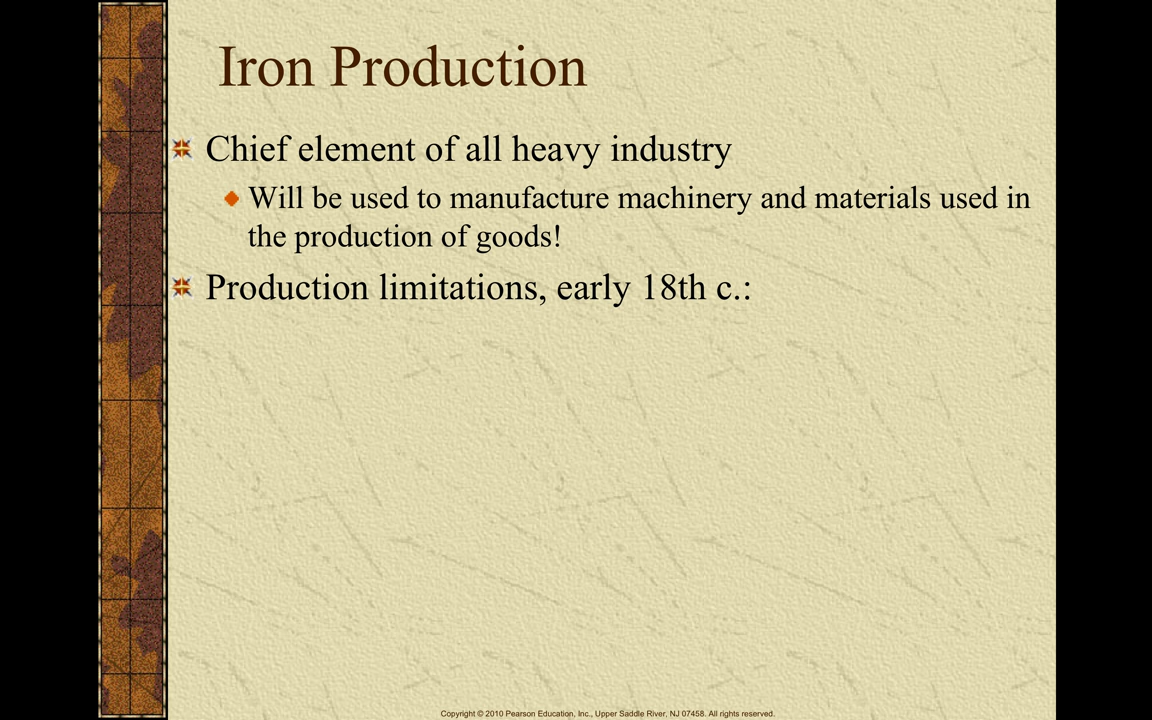 Iron Production
Chief element of all heavy industry
Will be used to manufacture machinery and materials used in
the production of goods!
Production limitations, early 18th c.:
Copyright © 2010 Pearson Education, Inc., Upper Saddle River, NJ 07458. All rights reserved.